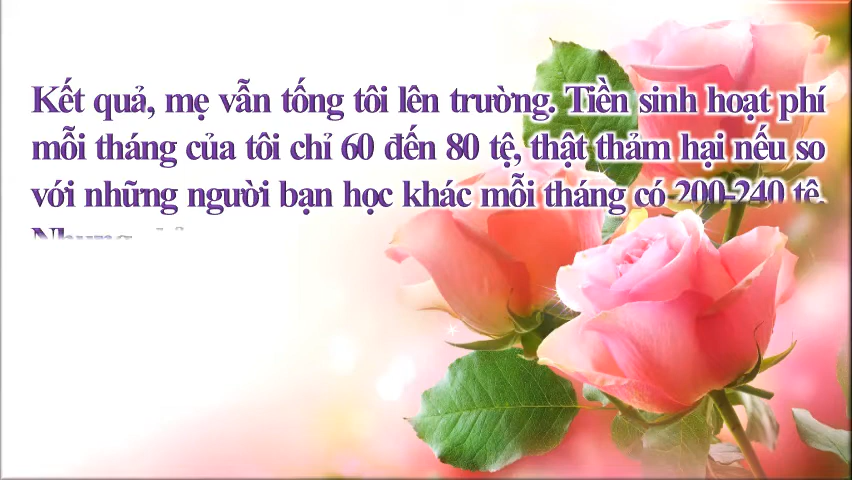 Kết quả, mẹ vẫn tống tôi lên trường. Tiền sinh hoạt phí
mỗi tháng của tôi chỉ 60 đến 80 tệ, thật thảm hại nếu so
với những người bạn học khác mỗi tháng có 200-240 tệ.
Nhưng